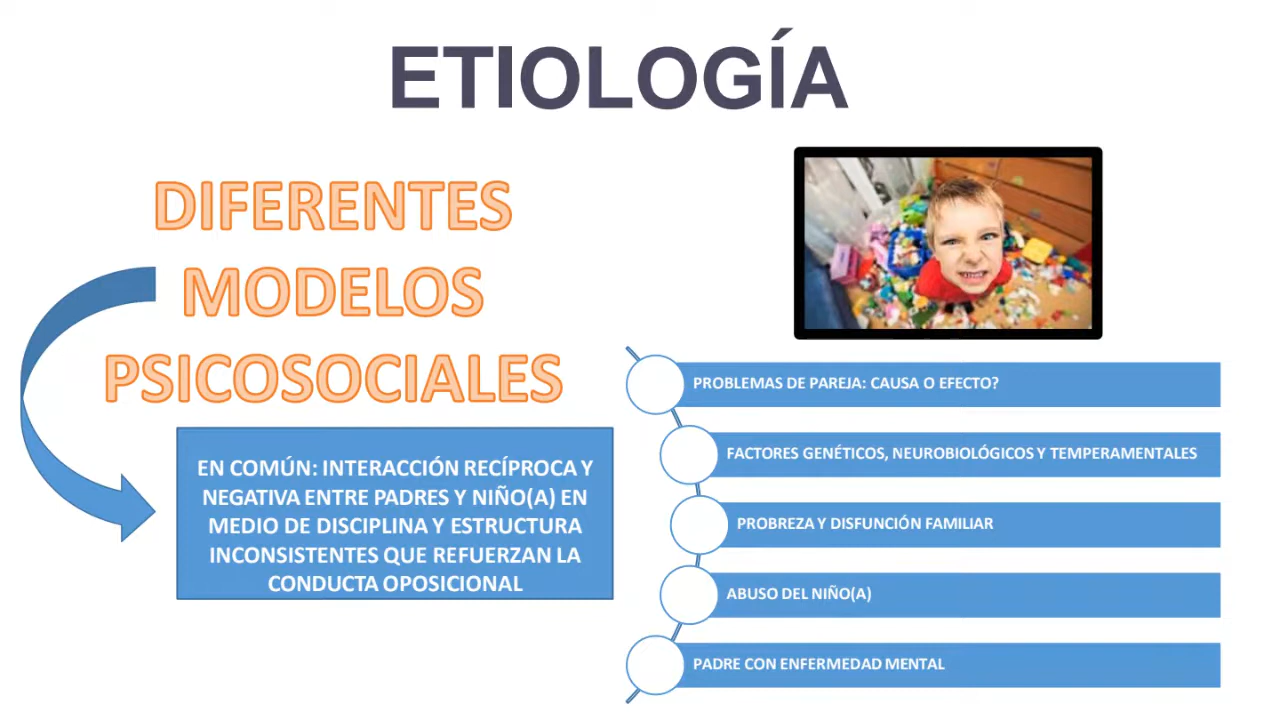 ETIOLOGÍA
DIFERENTES
MODELOS
PSICOSOCIALES
EN COMÚN: INTERACCIÓN RECÍPROCA Y
NEGATIVA ENTRE PADRES Y NIÑO(A) EN
MEDIO DE DISCIPLINA Y ESTRUCTURA
INCONSISTENTES QUE REFUERZAN LA
CONDUCTA OPOSICIONAL
PROBLEMAS DE PAREJA: CAUSA O EFECTO?
FACTORES GENÉTICOS, NEUROBIOLÓGICOS Y TEMPERAMENTALES
PROBREZA Y DISFUNCIÓN FAMILIAR
ABUSO DEL NIÑO(A)
PADRE CON ENFERMEDAD MENTAL